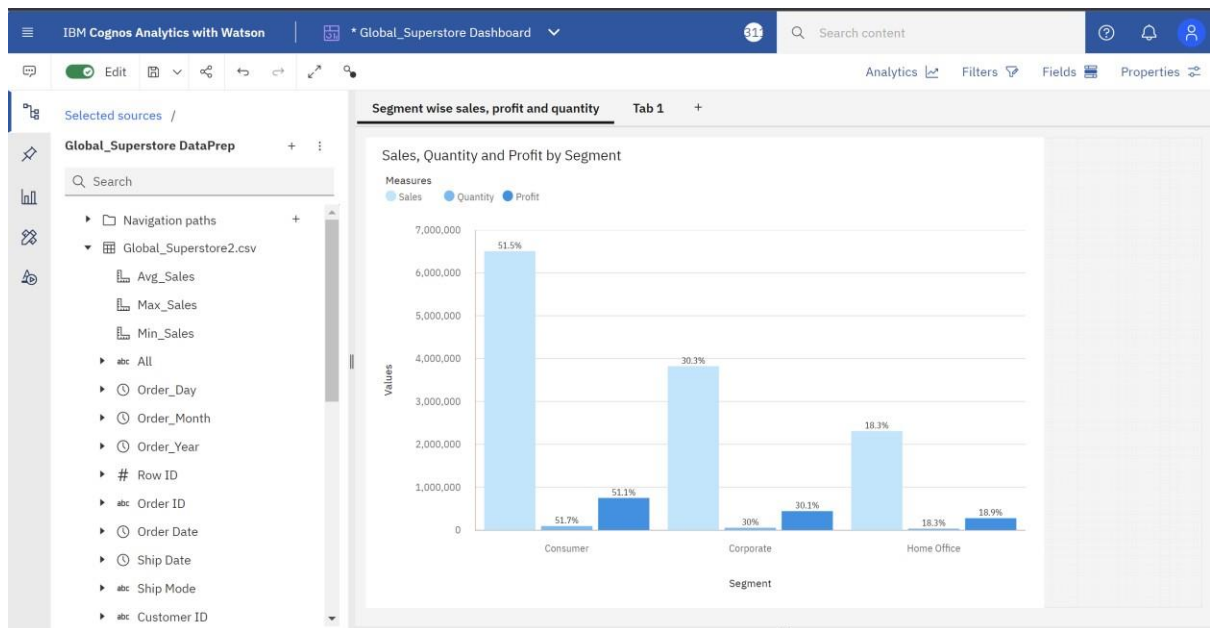 IBM Cognos Analytics with Watson
* Global_Superstore Dashboard
Search content
Edit
Analytics
Filters
Fields
Properties
Selected sources /
Global_Superstore DataPrep
Search
Navigation paths
Global_Superstore2.csv
Avg_Sales
Max_Sales
Min_Sales
abc All
Order_Day
Order_Month
Order_Year
# Row ID
abc Order ID
Order Date
Ship Date
abc Ship Mode
abc Customer ID
Segment wise sales, profit and quantity
Tab 1
Sales, Quantity and Profit by Segment
Measures
Sales Quantity Profit
Values
7,000,000
6,000,000
5,000,000
4,000,000
3,000,000
2,000,000
1,000,000
0
51.5%
51.7%
51.1%
30.3%
30%
30.1%
18.3%
18.3%
18.9%
Consumer Corporate Home Office
Segment